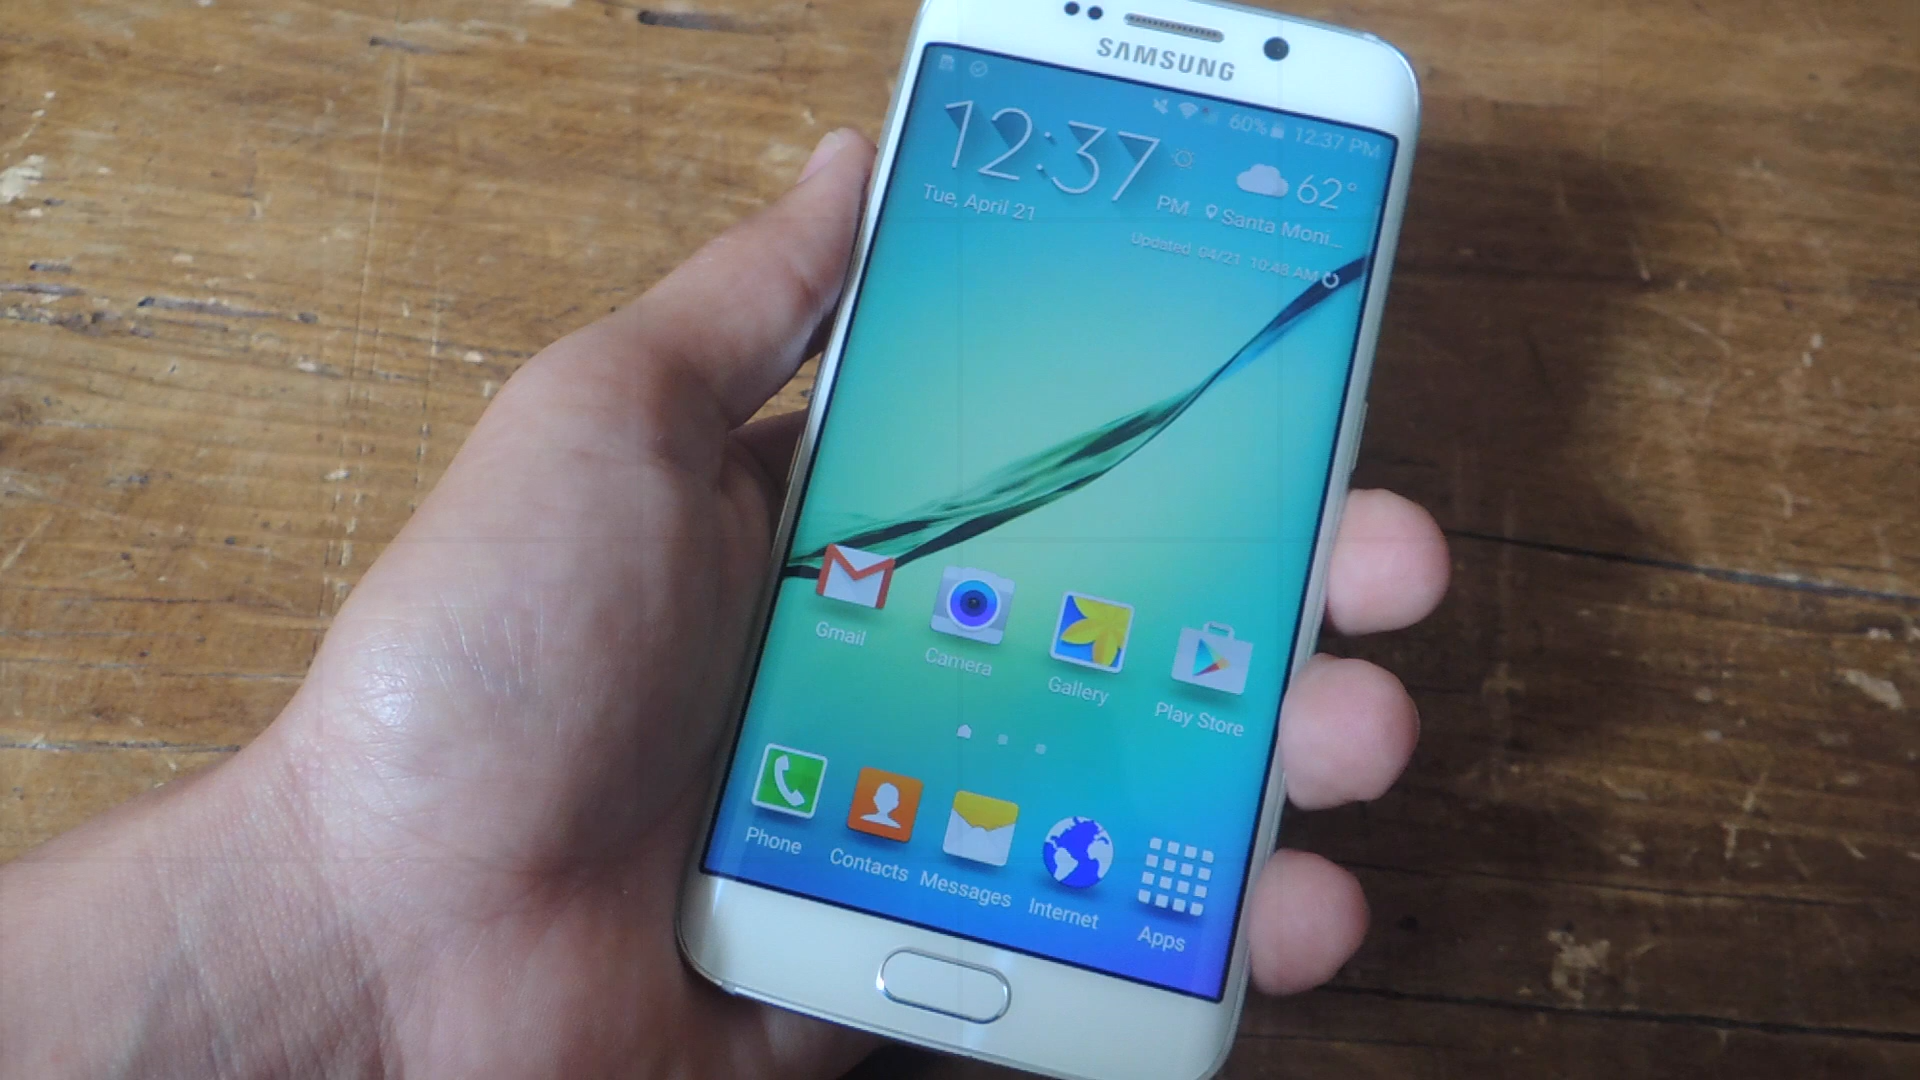 SAMSUNG
60% 12:37 PM
12:37 PM
Tue, April 21
62°
Santa Moni...
Updated 04/21 10:48 AM
Gmail
Camera
Gallery
Play Store
Phone
Contacts
Messages
Internet
Apps